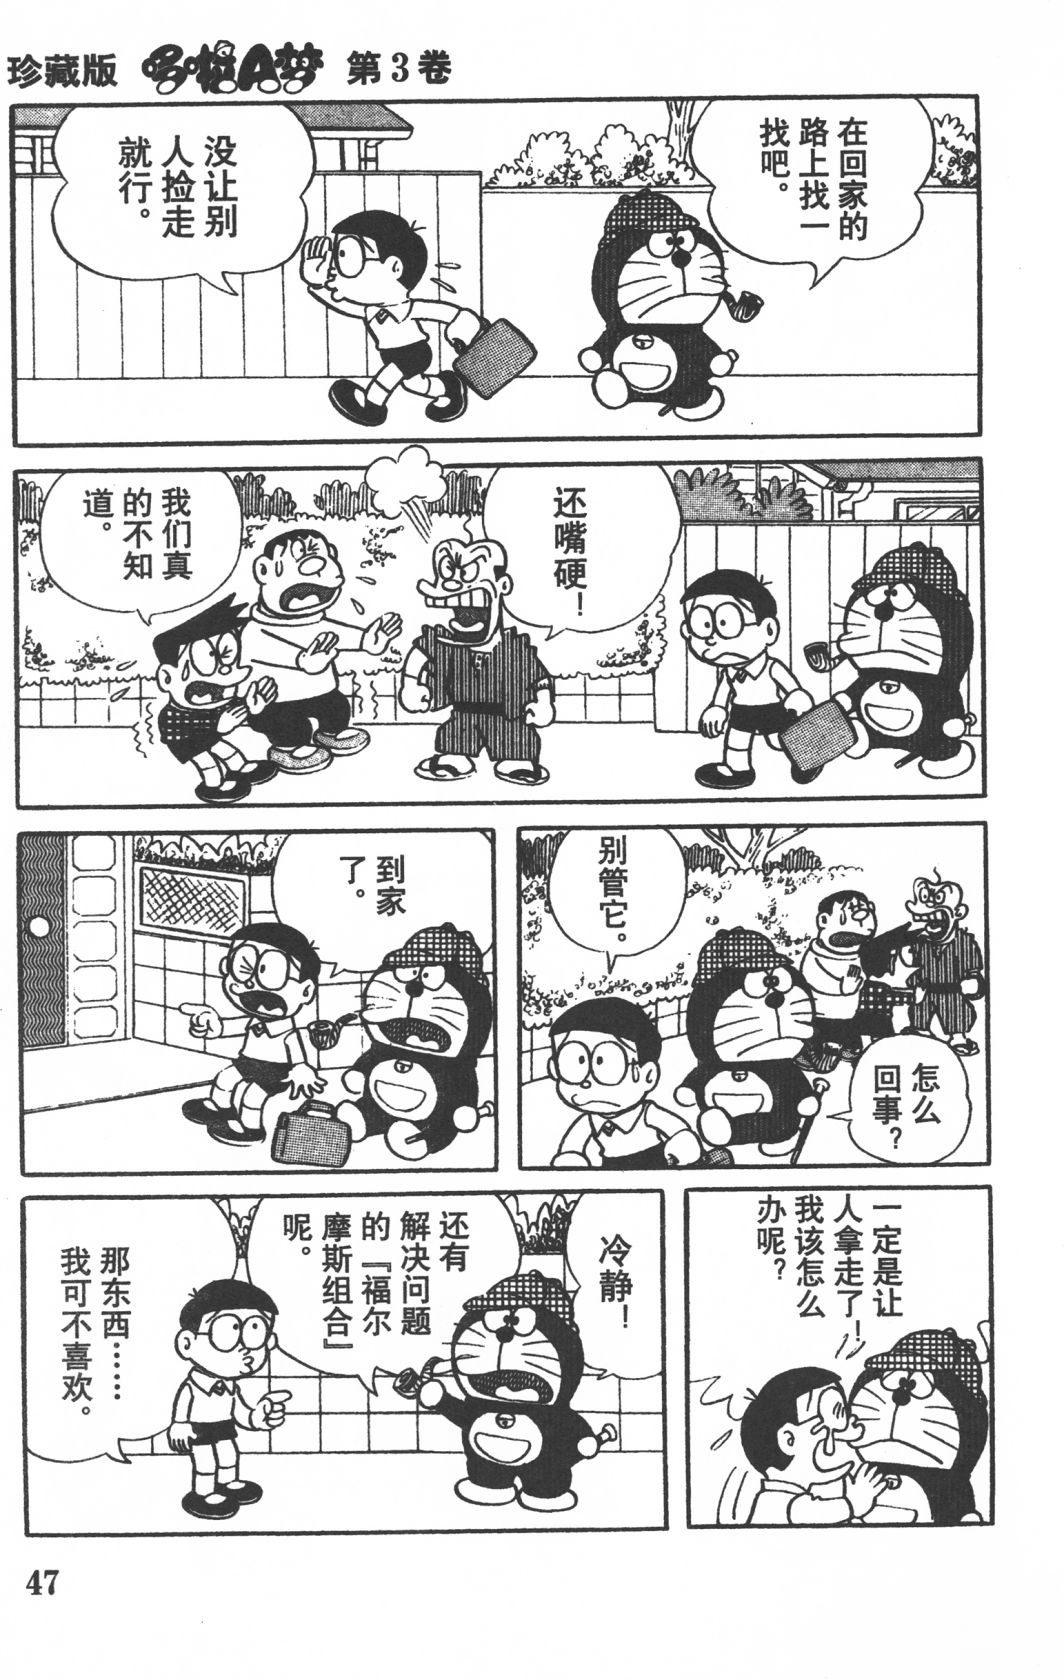 珍藏版 哆啦A梦 第3卷
在回家的
路上找一
找吧。
没让别
人捡走
就行。
还嘴硬！
我们真
的不知
道。
别管它。
怎么
回事？
到家
了。
一定是让
人拿走了！
我该怎么
办呢？
冷静！
还有
解决问题
的『福尔
摩斯组合』
呢。
那东西……
我可不喜欢。
47